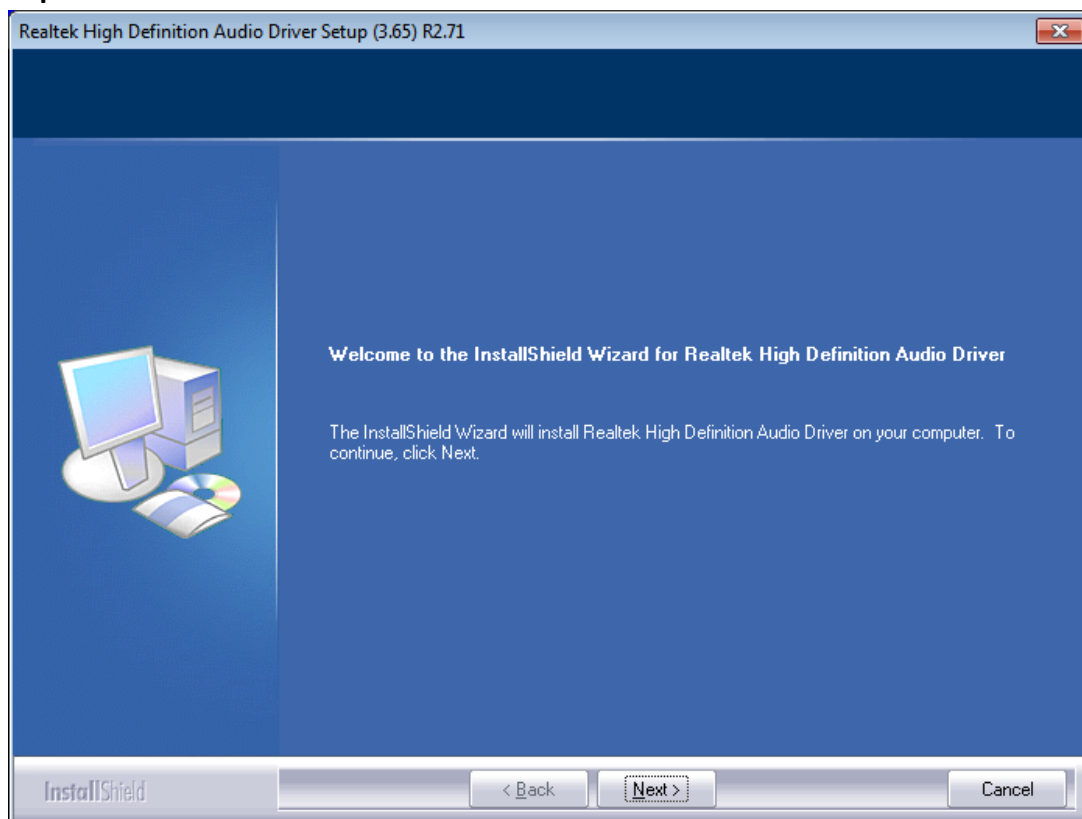 Realtek High Definition Audio Driver Setup (3.65) R2.71
Welcome to the InstallShield Wizard for Realtek High Definition Audio Driver
The InstallShield Wizard will install Realtek High Definition Audio Driver on your computer.  To
continue, click Next.
InstallShield
< Back
Next >
Cancel